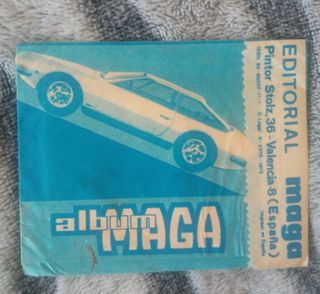 album
MAGA
EDITORIAL maga
Pintor Stolz, 36 - Valencia-8 (España)